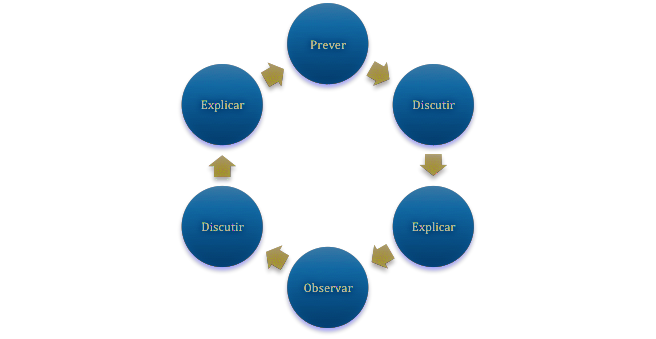 Prever
Discutir
Explicar
Observar
Discutir
Explicar